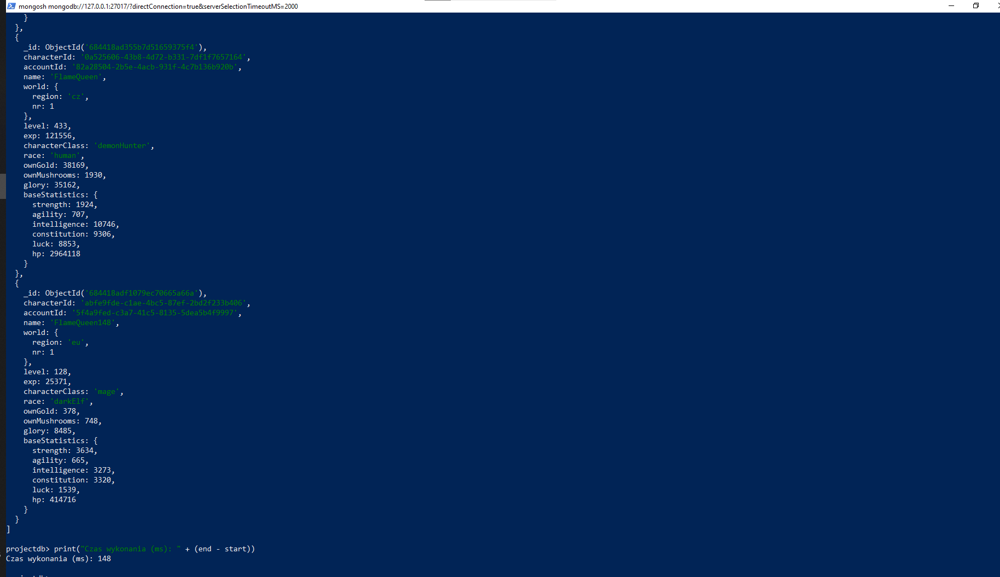 mongosh mongodb://127.0.0.1:27017/?directConnection=true&serverSelectionTimeoutMS=2000
}
},
{
_id: ObjectId('684418ad355b7d51659375f4'),
characterId: '0a525606-43b8-4d72-b331-7df1f7657164',
accountId: '82a28504-2b5e-4acb-931f-4c7b136b920b',
name: 'FlameQueen',
world: {
region: 'cz',
nr: 1
},
level: 433,
exp: 121556,
characterClass: 'demonHunter',
race: 'human',
ownGold: 38169,
ownMushrooms: 1930,
glory: 35162,
baseStatistics: {
strength: 1924,
agility: 707,
intelligence: 10746,
constitution: 9306,
luck: 8853,
hp: 2964118
}
},
{
_id: ObjectId('684418adf1079ec70665a66a'),
characterId: 'abfe9fde-c1ae-4bc5-87ef-2bd2f233b406',
accountId: '5f4a9fed-c3a7-41c5-8135-5dea5b4f9997',
name: 'FlameQueen148',
world: {
region: 'eu',
nr: 1
},
level: 128,
exp: 25371,
characterClass: 'mage',
race: 'darkElf',
ownGold: 378,
ownMushrooms: 748,
glory: 8485,
baseStatistics: {
strength: 3634,
agility: 665,
intelligence: 3273,
constitution: 3320,
luck: 1539,
hp: 414716
}
}
]
projectdb> print("Czas wykonania (ms): " + (end - start))
Czas wykonania (ms): 148